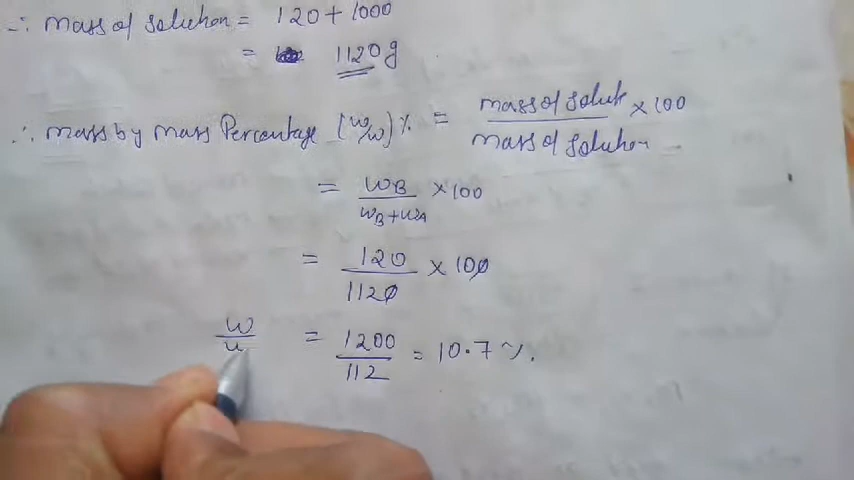 ∴ mass of solution = 120 + 1000
= 1120g
∴ mass by mass Percentage (w/w) % = mass of solute / mass of solution × 100
= wB / wB + wA × 100
= 120 / 1120 × 100
w / w = 1200 / 112 = 10.7 %.